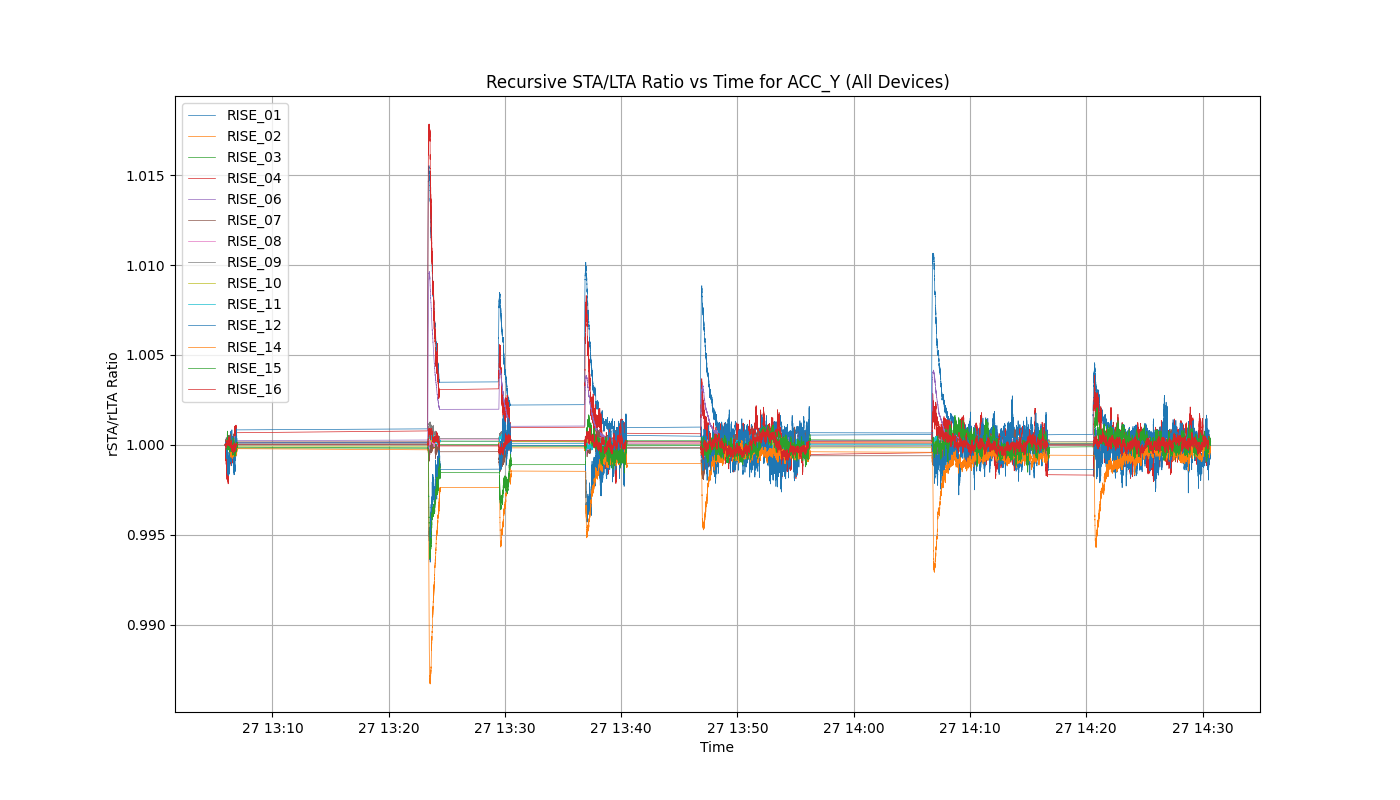 Recursive STA/LTA Ratio vs Time for ACC_Y (All Devices)
RISE_01
RISE_02
RISE_03
RISE_04
RISE_06
RISE_07
RISE_08
RISE_09
RISE_10
RISE_11
RISE_12
RISE_14
RISE_15
RISE_16
1.015
1.010
1.005
1.000
0.995
0.990
rSTA/rLTA Ratio
27 13:10
27 13:20
27 13:30
27 13:40
27 13:50
27 14:00
27 14:10
27 14:20
27 14:30
Time